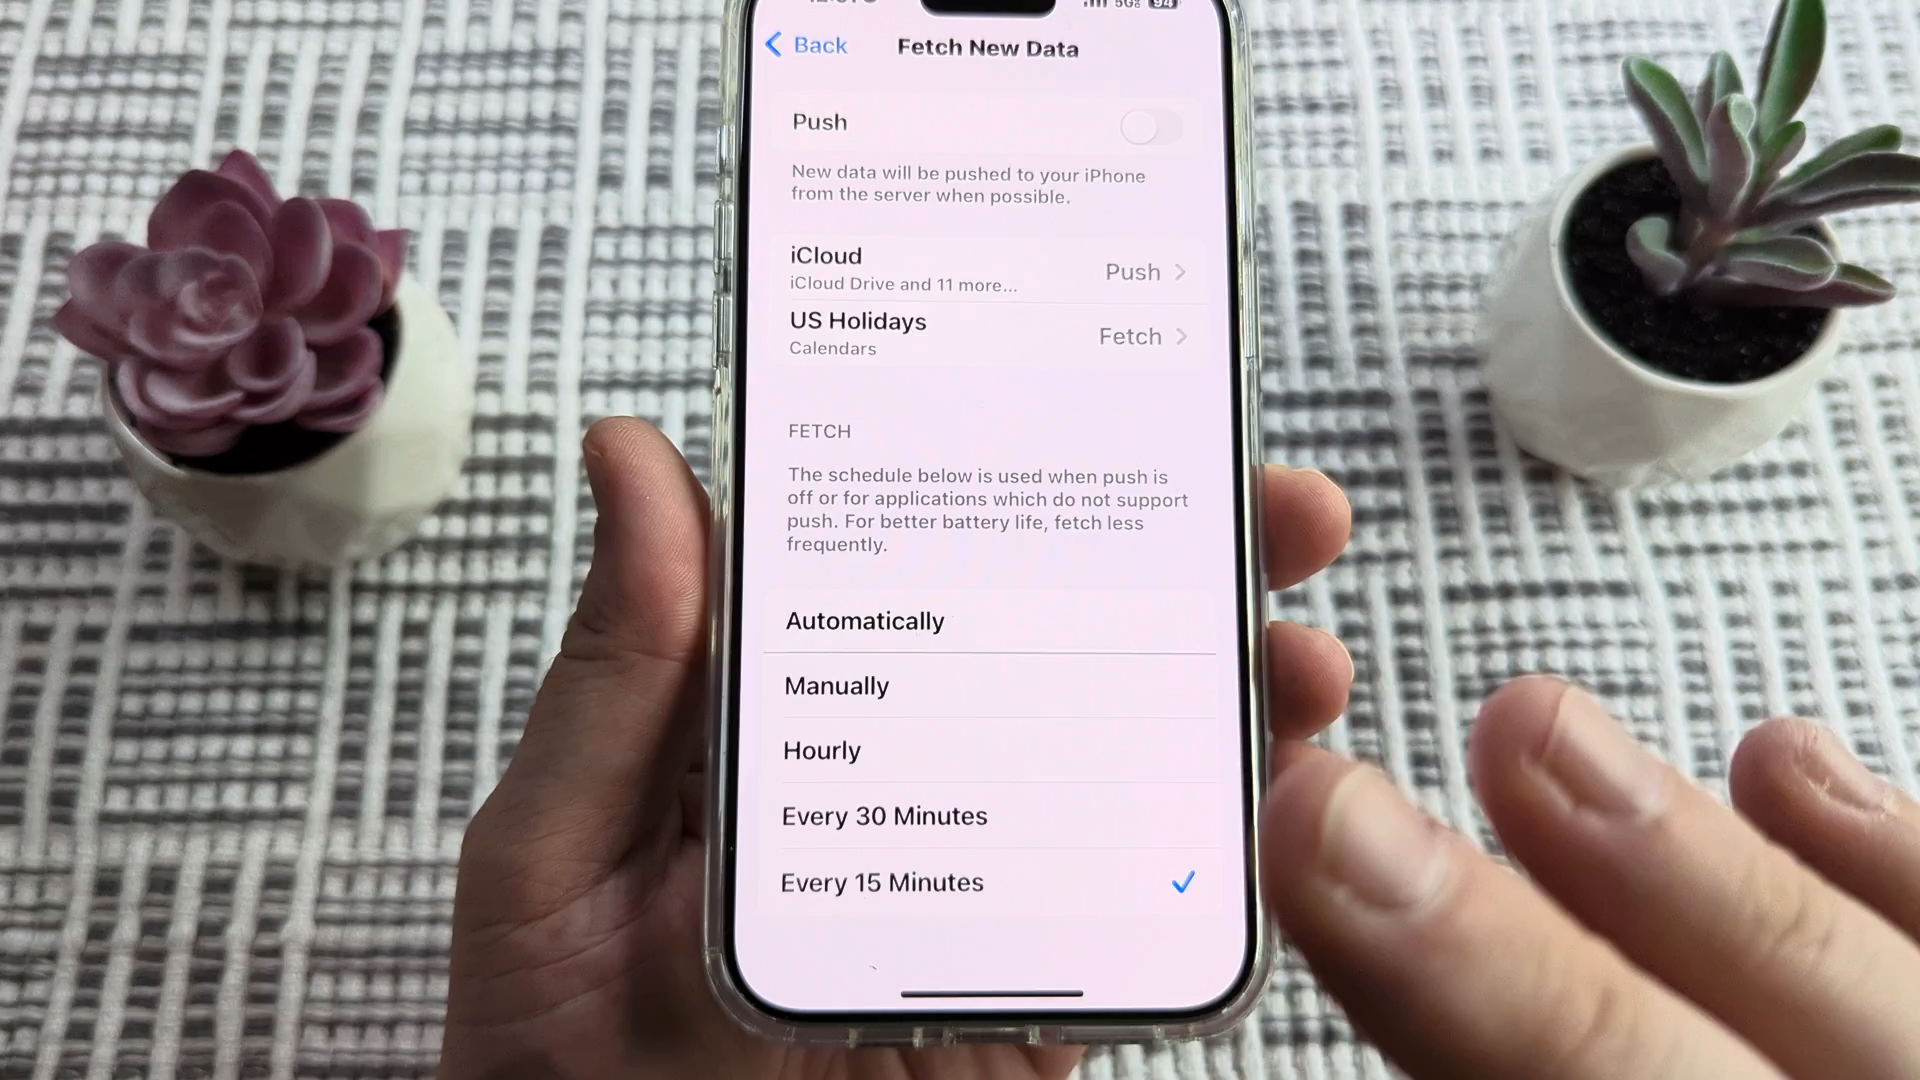 Back
Fetch New Data
Push
New data will be pushed to your iPhone
from the server when possible.
iCloud
iCloud Drive and 11 more...
Push
US Holidays
Calendars
Fetch
FETCH
The schedule below is used when push is
off or for applications which do not support
push. For better battery life, fetch less
frequently.
Automatically
Manually
Hourly
Every 30 Minutes
Every 15 Minutes